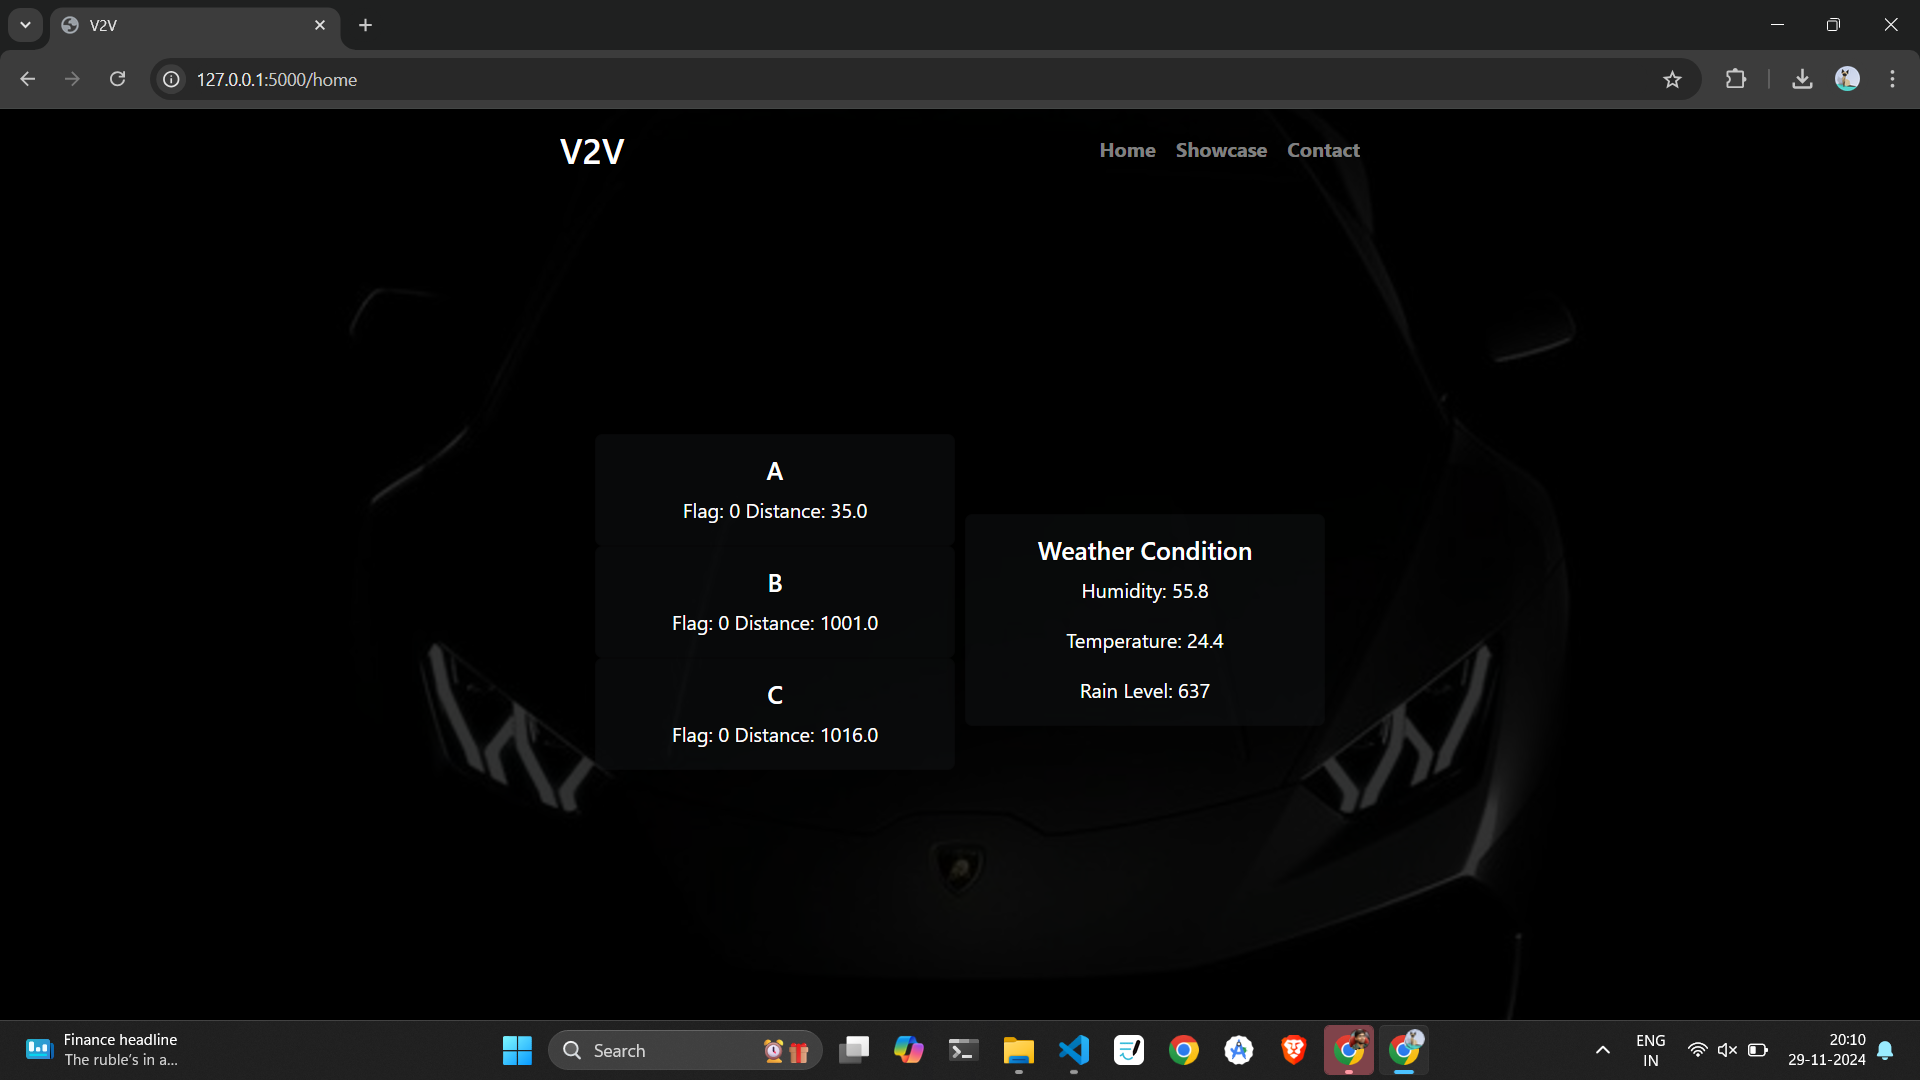 V2V
127.0.0.1:5000/home
V2V
Home Showcase Contact
A
Flag: 0 Distance: 35.0
B
Flag: 0 Distance: 1001.0
C
Flag: 0 Distance: 1016.0
Weather Condition
Humidity: 55.8
Temperature: 24.4
Rain Level: 637
Finance headline
The ruble's in a...
Search
ENG
IN
20:10
29-11-2024